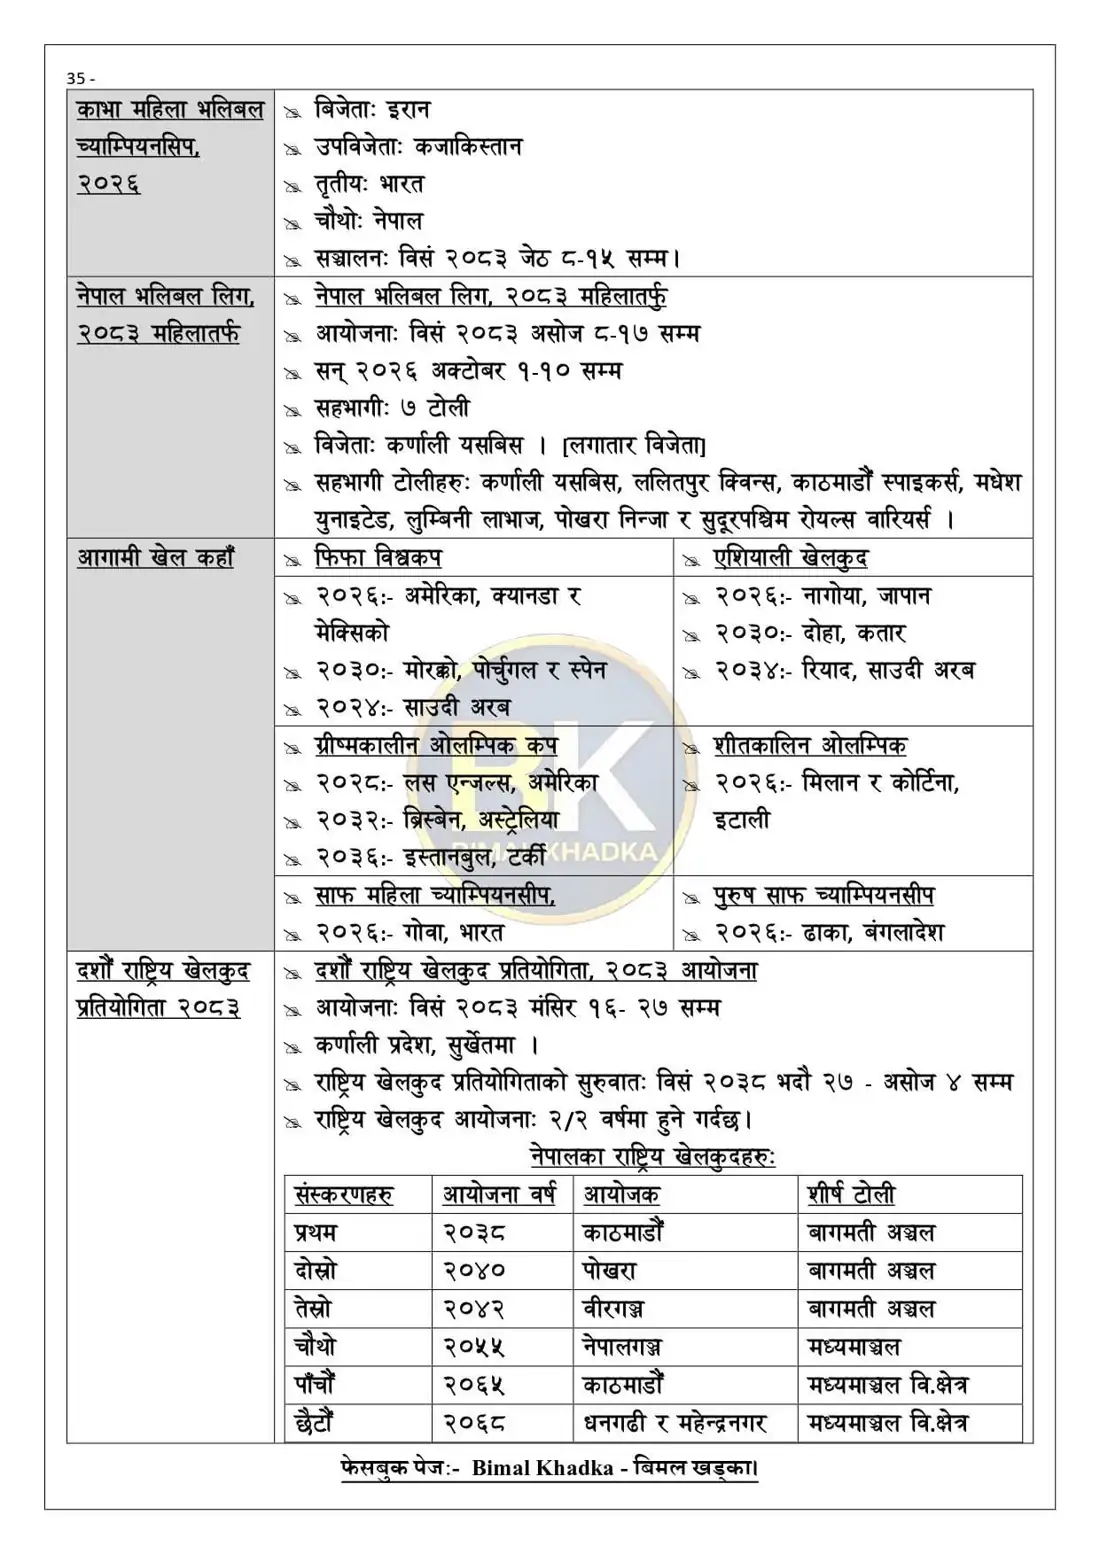 35 -
काभा महिला भलिबल
च्याम्पियनसिप,
२०२६
बिजेताः इरान
उपविजेताः कजाकिस्तान
तृतीयः भारत
चौथोः नेपाल
सञ्चालनः विसं २०८३ जेठ ८-१५ सम्म।
नेपाल भलिबल लिग,
२०८३ महिलातर्फ
नेपाल भलिबल लिग, २०८३ महिलातर्फु
आयोजनाः विसं २०८३ असोज ८-१७ सम्म
सन् २०२६ अक्टोबर १-१० सम्म
सहभागीः ७ टोली
विजेताः कर्णाली यसबिस । [लगातार विजेता]
सहभागी टोलीहरुः कर्णाली यसबिस, ललितपुर क्विन्स, काठमाडौं स्पाइकर्स, मधेश
युनाइटेड, लुम्बिनी लाभाज, पोखरा निन्जा र सुदूरपश्चिम रोयल्स वारियर्स ।
आगामी खेल कहाँ
फिफा विश्वकप
२०२६:- अमेरिका, क्यानडा र
मेक्सिको
२०३०:- मोरक्को, पोर्चुगल र स्पेन
२०२४:- साउदी अरब
एशियाली खेलकुद
२०२६:- नागोया, जापान
२०३०:- दोहा, कतार
२०३४:- रियाद, साउदी अरब
ग्रीष्मकालीन ओलम्पिक कप
२०२८:- लस एन्जल्स, अमेरिका
२०३२:- ब्रिस्बेन, अस्ट्रेलिया
२०३६:- इस्तानबुल, टर्की
शीतकालिन ओलम्पिक
२०२६:- मिलान र कोर्टिना,
इटाली
BK
BIMAL KHADKA
साफ महिला च्याम्पियनसीप,
२०२६:- गोवा, भारत
पुरुष साफ च्याम्पियनसीप
२०२६:- ढाका, बंगलादेश
दशौं राष्ट्रिय खेलकुद
प्रतियोगिता २०८३
दशौं राष्ट्रिय खेलकुद प्रतियोगिता, २०८३ आयोजना
आयोजनाः विसं २०८३ मंसिर १६- २७ सम्म
कर्णाली प्रदेश, सुर्खेतमा ।
राष्ट्रिय खेलकुद प्रतियोगिताको सुरुवातः विसं २०३८ भदौ २७ - असोज ४ सम्म
राष्ट्रिय खेलकुद आयोजनाः २/२ वर्षमा हुने गर्दछ।
नेपालका राष्ट्रिय खेलकुदहरुः
संस्करणहरु आयोजना वर्ष आयोजक शीर्ष टोली
प्रथम २०३८ काठमाडौं बागमती अञ्चल
दोस्रो २०४० पोखरा बागमती अञ्चल
तेस्रो २०४२ वीरगञ्ज बागमती अञ्चल
चौथो २०५५ नेपालगञ्ज मध्यमाञ्चल
पाँचौं २०६५ काठमाडौं मध्यमाञ्चल वि.क्षेत्र
छैटौं २०६८ धनगढी र महेन्द्रनगर मध्यमाञ्चल वि.क्षेत्र
फेसबुक पेज:- Bimal Khadka - बिमल खड्का।